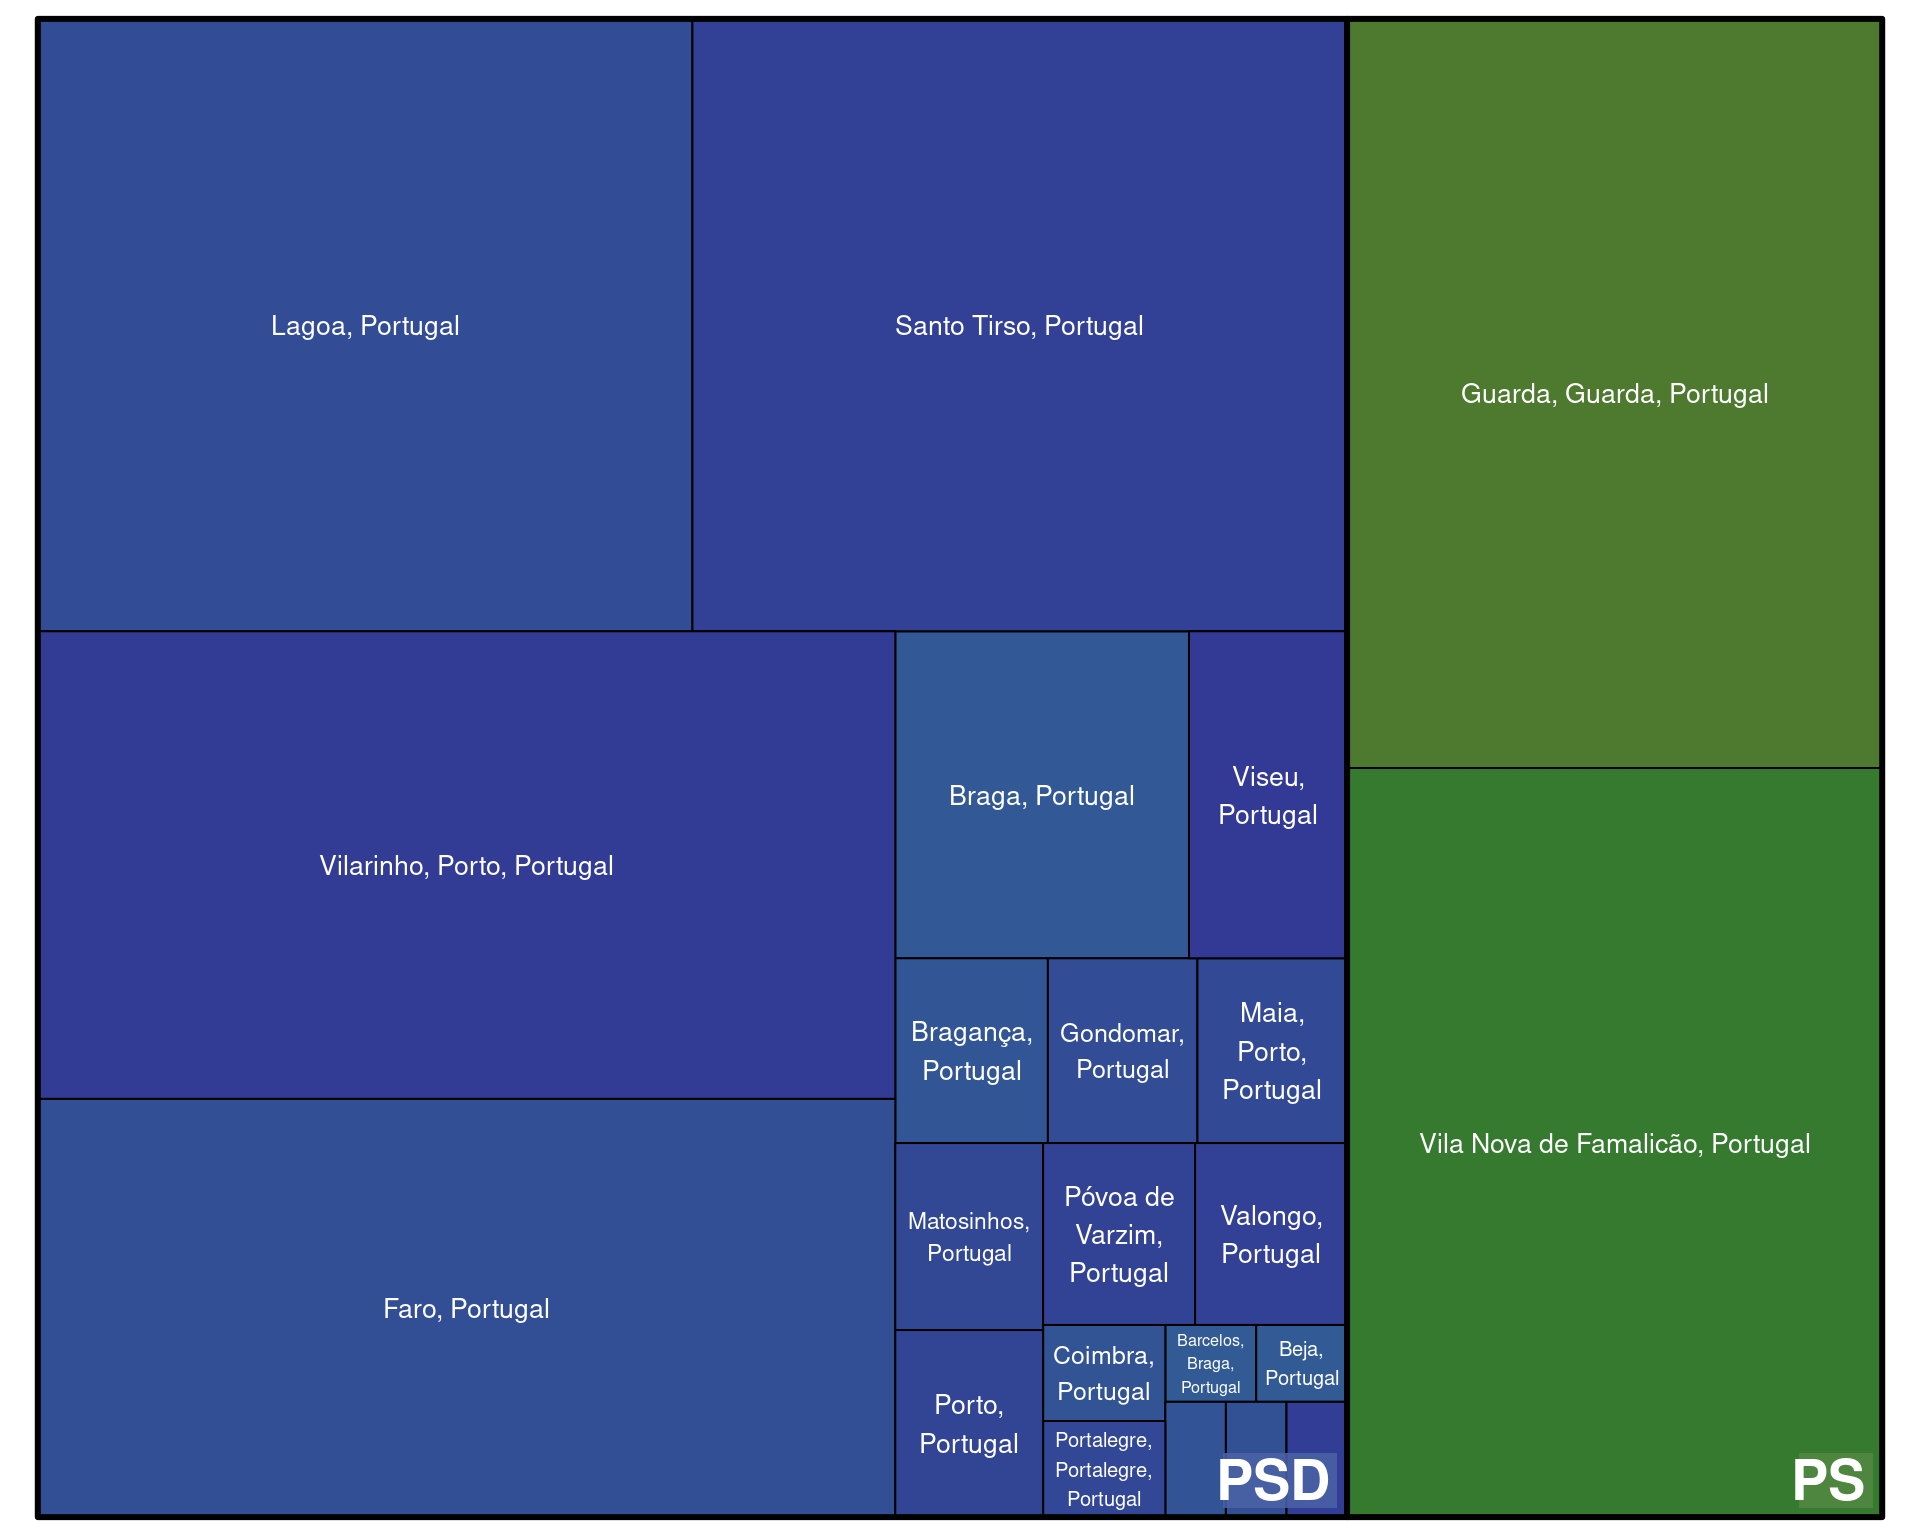 Lagoa, Portugal
Santo Tirso, Portugal
Guarda, Guarda, Portugal
Vilarinho, Porto, Portugal
Braga, Portugal
Viseu,
Portugal
Bragança,
Portugal
Gondomar,
Portugal
Maia,
Porto,
Portugal
Vila Nova de Famalicão, Portugal
Faro, Portugal
Matosinhos,
Portugal
Póvoa de
Varzim,
Portugal
Valongo,
Portugal
Porto,
Portugal
Coimbra,
Portugal
Barcelos,
Braga,
Portugal
Beja,
Portugal
Portalegre,
Portalegre,
Portugal
PSD
PS